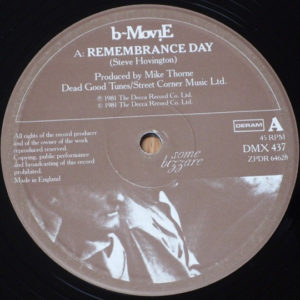 b-MovIE
A: REMEMBRANCE DAY
(Steve Hovington)
Produced by Mike Thorne
Dead Good Tunes/Street Corner Music Ltd.
℗ 1981 The Decca Record Co. Ltd.
© 1981 The Decca Record Co. Ltd.
All rights of the record producer
and of the owner of the work
reproduced reserved.
Copying, public performance
and broadcasting of this record
prohibited.
Made in England
some
bizzare
DERAM A
45 RPM
DMX 437
ZPDR 64628